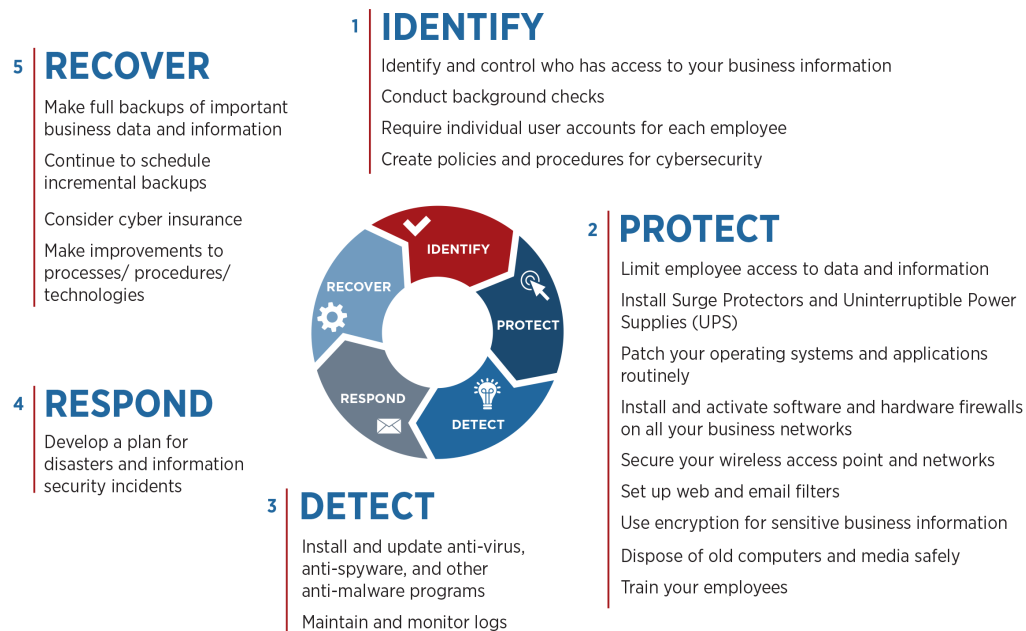 1 IDENTIFY
Identify and control who has access to your business information
Conduct background checks
Require individual user accounts for each employee
Create policies and procedures for cybersecurity
2 PROTECT
Limit employee access to data and information
Install Surge Protectors and Uninterruptible Power
Supplies (UPS)
Patch your operating systems and applications
routinely
Install and activate software and hardware firewalls
on all your business networks
Secure your wireless access point and networks
Set up web and email filters
Use encryption for sensitive business information
Dispose of old computers and media safely
Train your employees
3 DETECT
Install and update anti-virus,
anti-spyware, and other
anti-malware programs
Maintain and monitor logs
4 RESPOND
Develop a plan for
disasters and information
security incidents
5 RECOVER
Make full backups of important
business data and information
Continue to schedule
incremental backups
Consider cyber insurance
Make improvements to
processes/ procedures/
technologies
IDENTIFY
PROTECT
DETECT
RESPOND
RECOVER